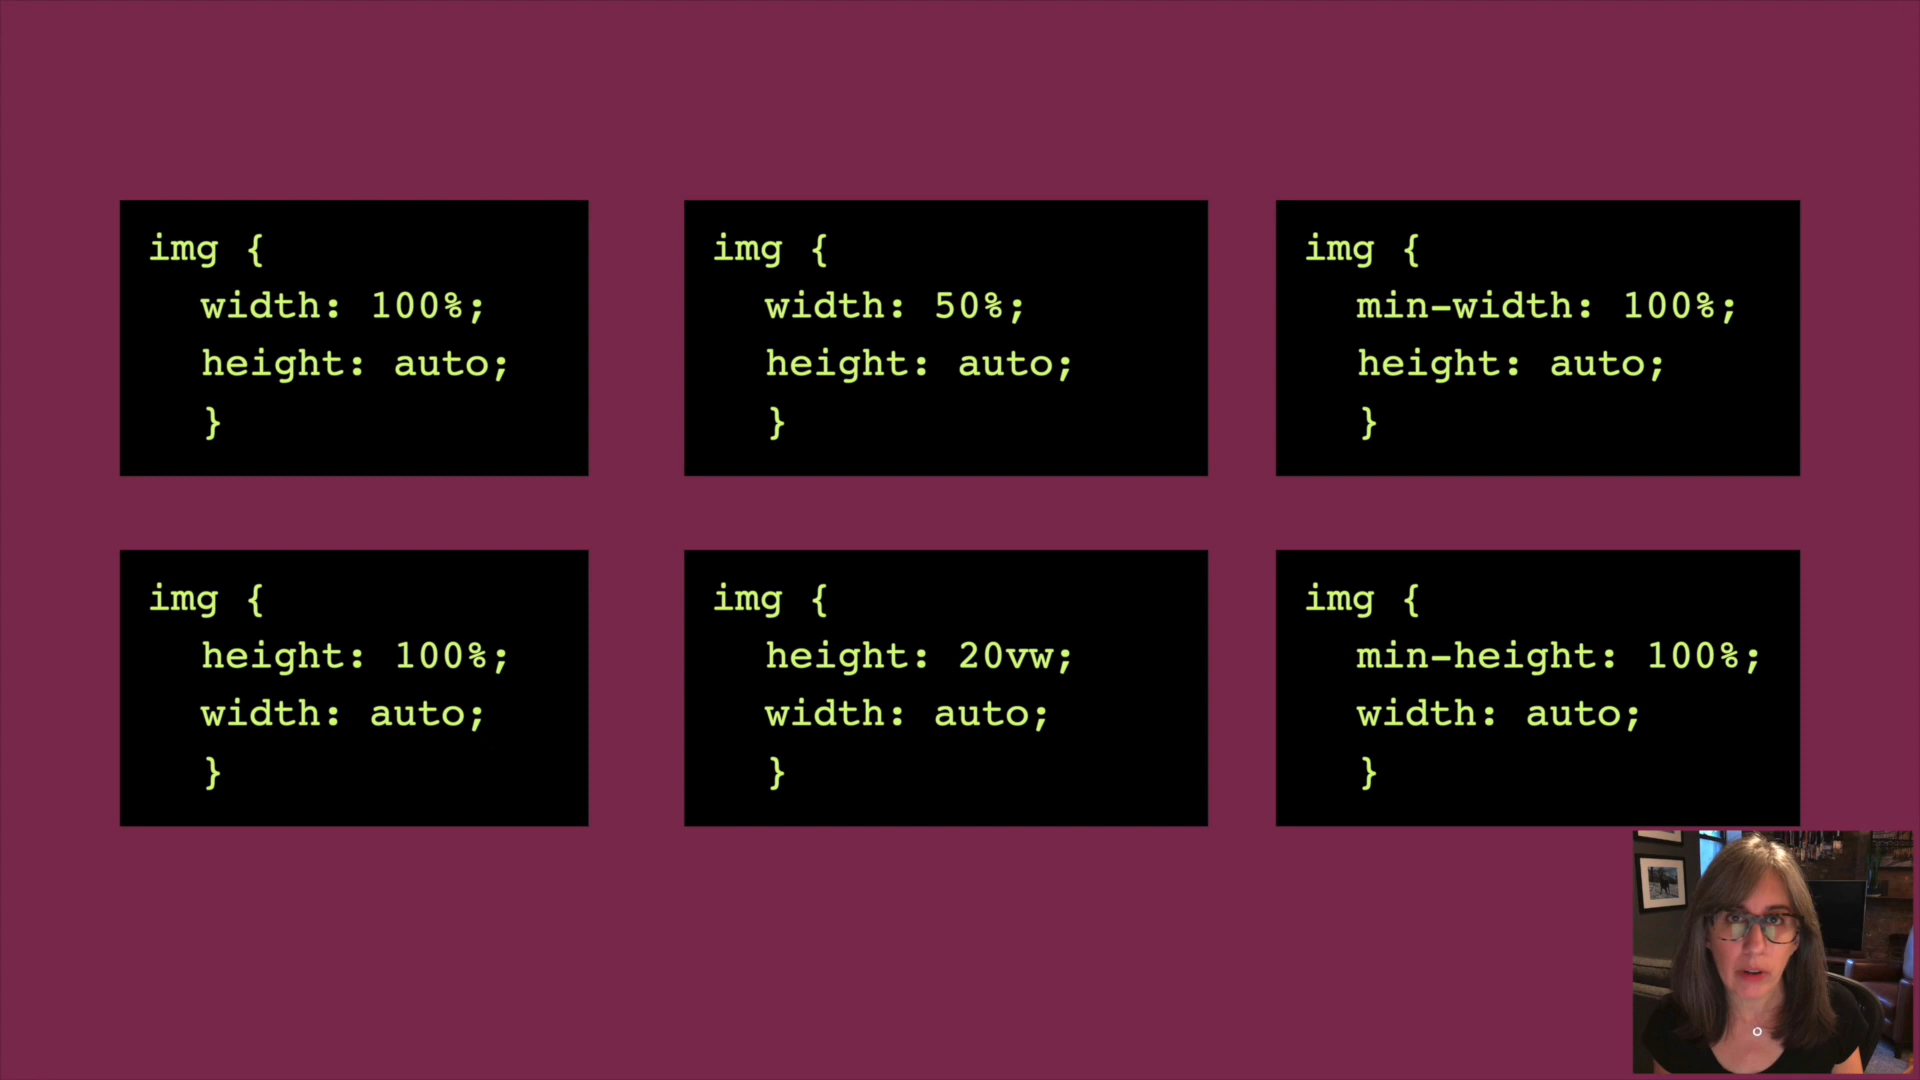 img {
width: 100%;
height: auto;
}
img {
width: 50%;
height: auto;
}
img {
min-width: 100%;
height: auto;
}
img {
height: 100%;
width: auto;
}
img {
height: 20vw;
width: auto;
}
img {
min-height: 100%;
width: auto;
}